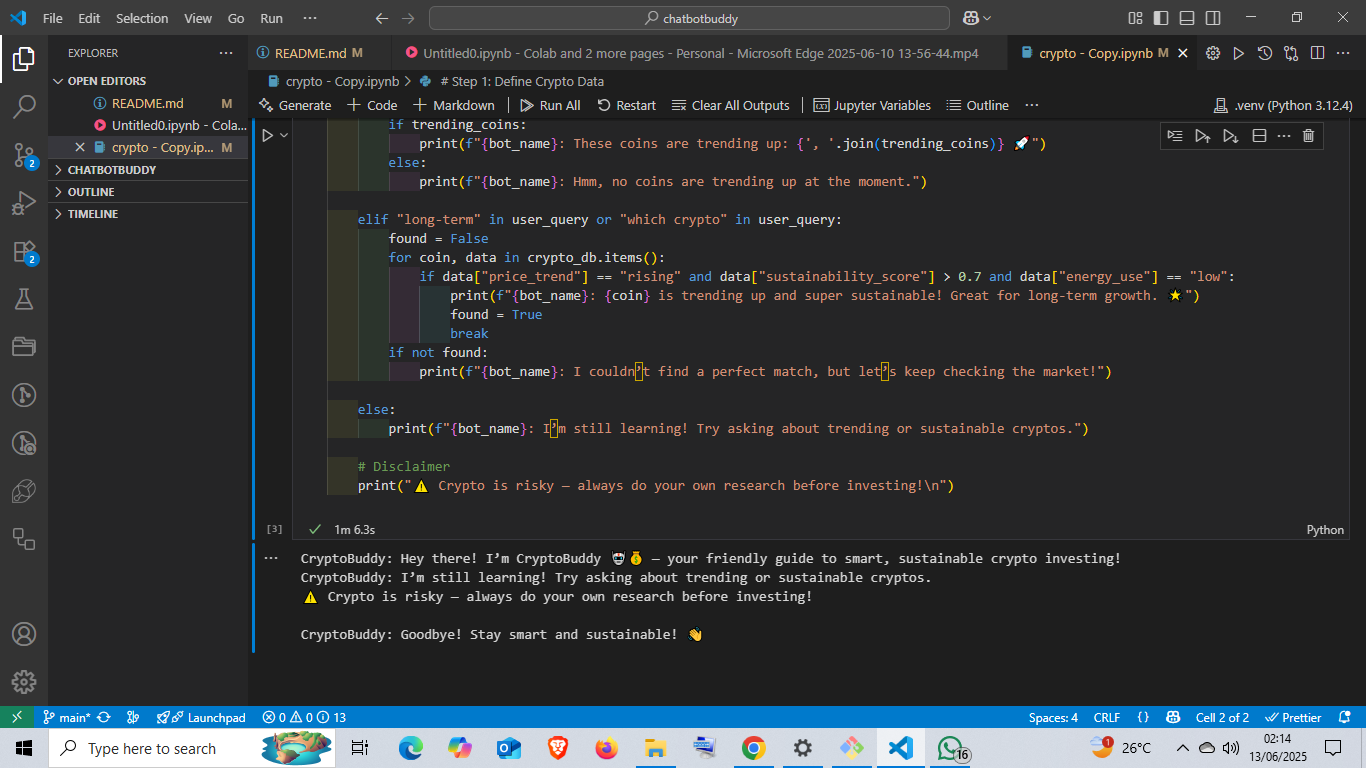 File Edit Selection View Go Run ··· chatbotbuddy
EXPLORER ···
OPEN EDITORS
README.md M
Untitled0.ipynb - Cola...
crypto - Copy.ip... M
CHATBOTBUDDY
OUTLINE
TIMELINE
2
2
README.md M Untitled0.ipynb - Colab and 2 more pages - Personal - Microsoft Edge 2025-06-10 13-56-44.mp4 crypto - Copy.ipynb M
crypto - Copy.ipynb > # Step 1: Define Crypto Data
Generate + Code + Markdown Run All Restart Clear All Outputs Jupyter Variables Outline ··· .venv (Python 3.12.4)
if trending_coins:
print(f"{bot_name}: These coins are trending up: {', '.join(trending_coins)} 🚀")
else:
print(f"{bot_name}: Hmm, no coins are trending up at the moment.")
elif "long-term" in user_query or "which crypto" in user_query:
found = False
for coin, data in crypto_db.items():
if data["price_trend"] == "rising" and data["sustainability_score"] > 0.7 and data["energy_use"] == "low":
print(f"{bot_name}: {coin} is trending up and super sustainable! Great for long-term growth. 🌟")
found = True
break
if not found:
print(f"{bot_name}: I couldn’t find a perfect match, but let’s keep checking the market!")
else:
print(f"{bot_name}: I’m still learning! Try asking about trending or sustainable cryptos.")
# Disclaimer
print("⚠️ Crypto is risky — always do your own research before investing!\n")
[3] ✓ 1m 6.3s Python
CryptoBuddy: Hey there! I’m CryptoBuddy 🤖💰 — your friendly guide to smart, sustainable crypto investing!
CryptoBuddy: I’m still learning! Try asking about trending or sustainable cryptos.
⚠️ Crypto is risky — always do your own research before investing!
CryptoBuddy: Goodbye! Stay smart and sustainable! 👋
main* Launchpad 0 0 13 Spaces: 4 CRLF {} Cell 2 of 2 Prettier
Type here to search 16 1 26°C 02:14
13/06/2025